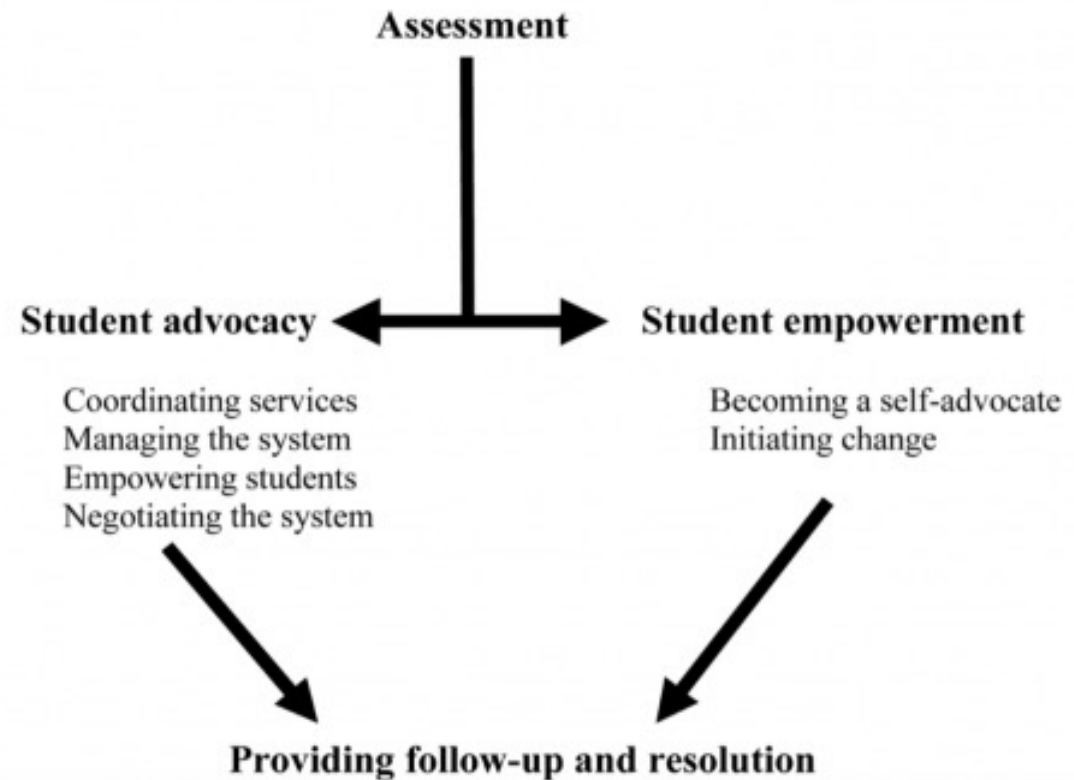 Assessment
Student advocacy
Student empowerment
Coordinating services
Managing the system
Empowering students
Negotiating the system
Becoming a self-advocate
Initiating change
Providing follow-up and resolution